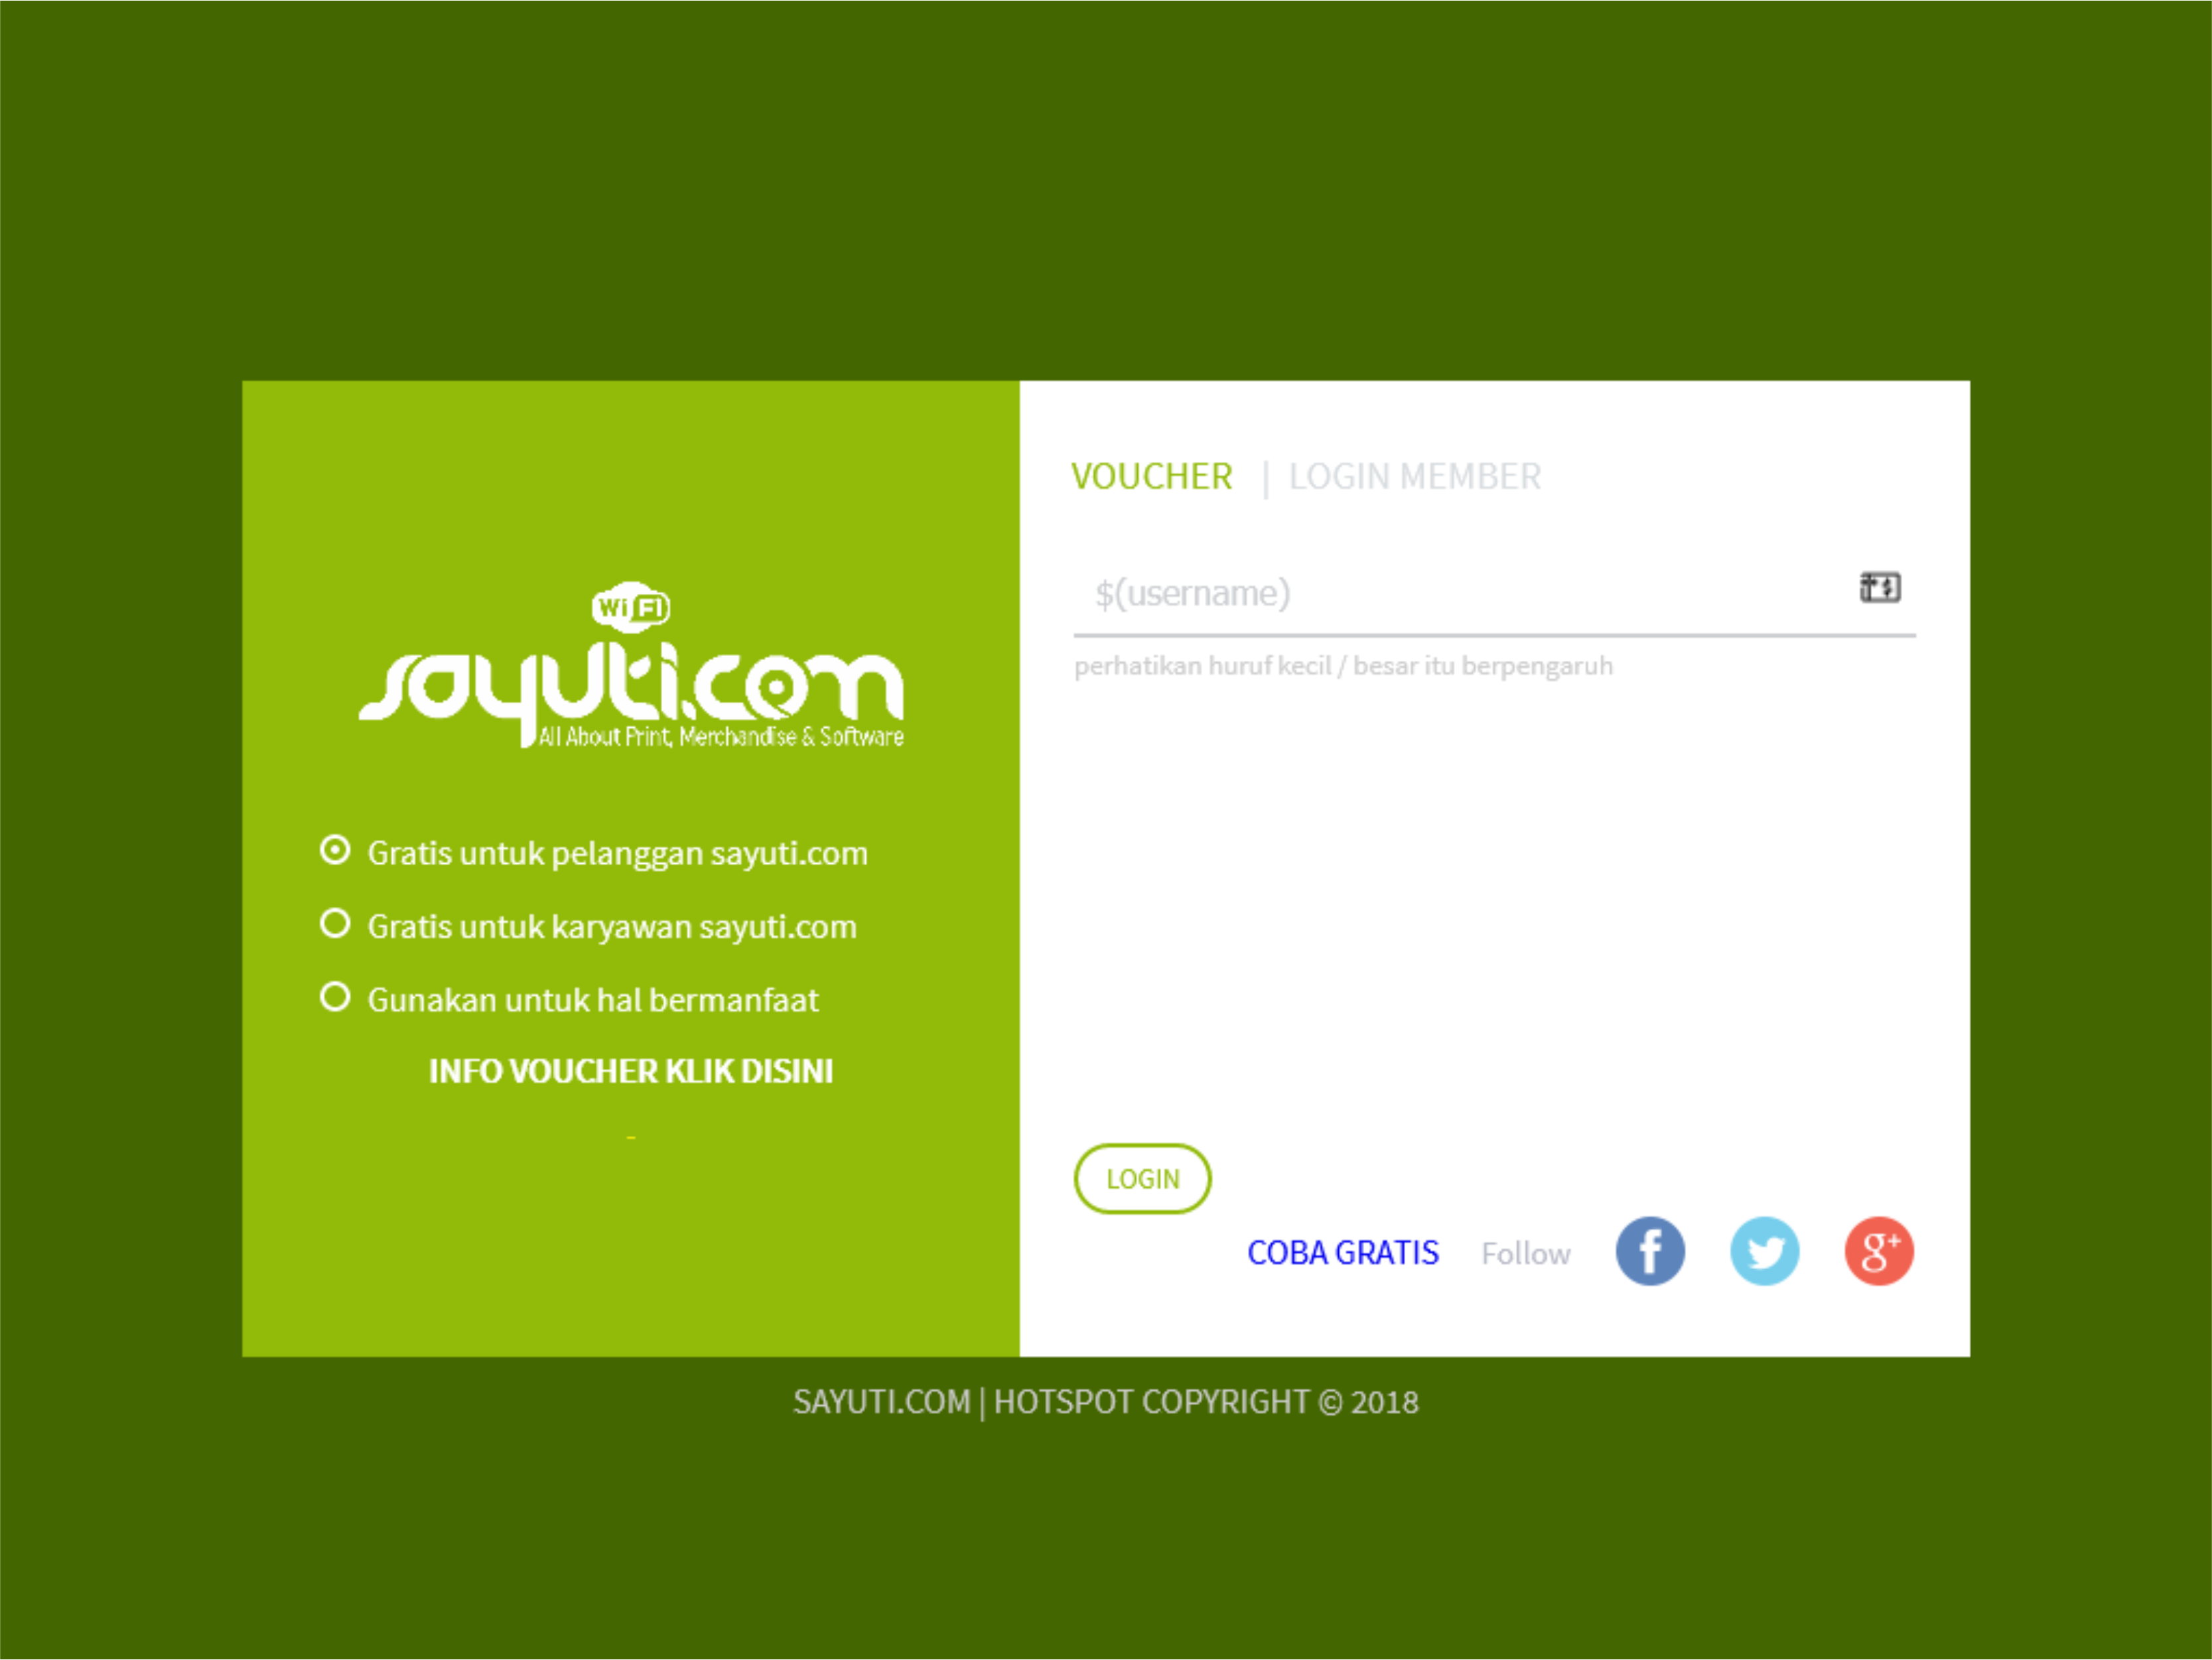 WiFi
sayuti.com
All About Print, Merchandise & Software
Gratis untuk pelanggan sayuti.com
Gratis untuk karyawan sayuti.com
Gunakan untuk hal bermanfaat
INFO VOUCHER KLIK DISINI
-
VOUCHER | LOGIN MEMBER
$(username)
perhatikan huruf kecil / besar itu berpengaruh
LOGIN
COBA GRATIS Follow f g+
SAYUTI.COM | HOTSPOT COPYRIGHT © 2018